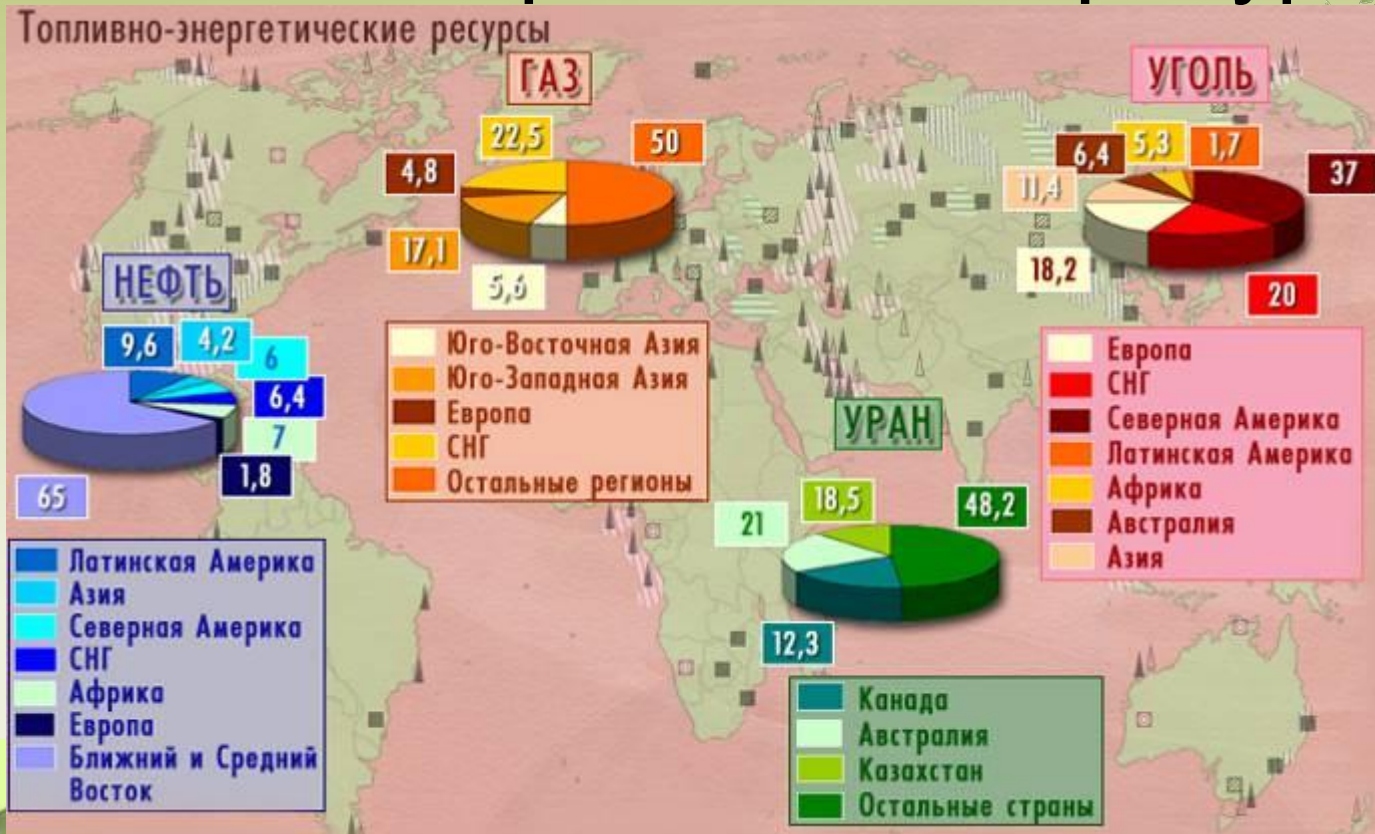 Топливно-энергетические ресурсы
ГАЗ
22,5
50
4,8
17,1
5,6
Юго-Восточная Азия
Юго-Западная Азия
Европа
СНГ
Остальные регионы
УГОЛЬ
6,4
5,3
1,7
37
11,4
18,2
20
Европа
СНГ
Северная Америка
Латинская Америка
Африка
Австралия
Азия
НЕФТЬ
9,6
4,2
6
6,4
7
1,8
65
Латинская Америка
Азия
Северная Америка
СНГ
Африка
Европа
Ближний и Средний
Восток
УРАН
18,5
48,2
21
12,3
Канада
Австралия
Казахстан
Остальные страны